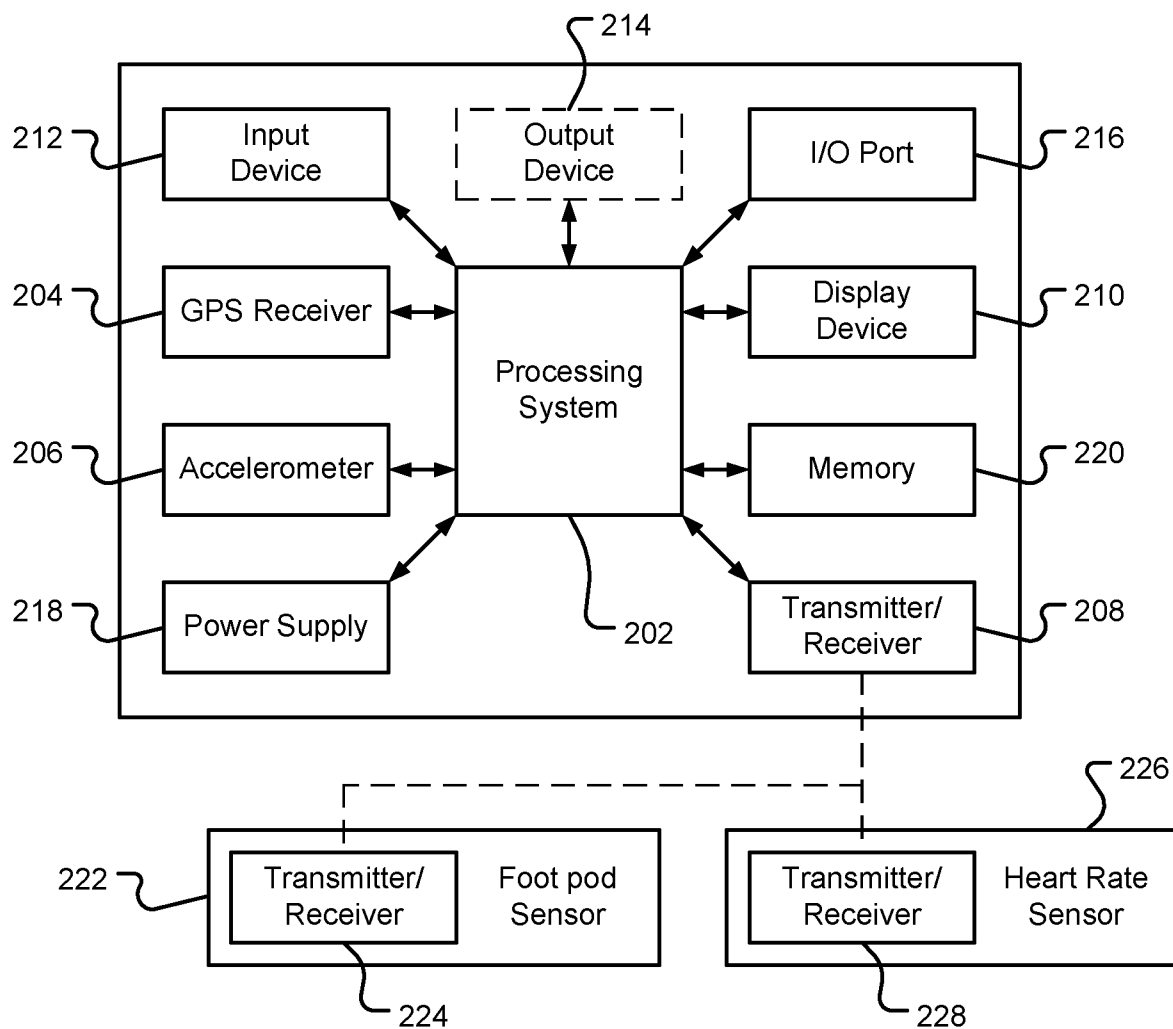 214
212
Input
Device
Output
Device
I/O Port
216
204
GPS Receiver
Display
Device
210
Processing
System
206
Accelerometer
Memory
220
218
Power Supply
202
Transmitter/
Receiver
208
226
222
Transmitter/
Receiver
Foot pod
Sensor
Transmitter/
Receiver
Heart Rate
Sensor
224
228